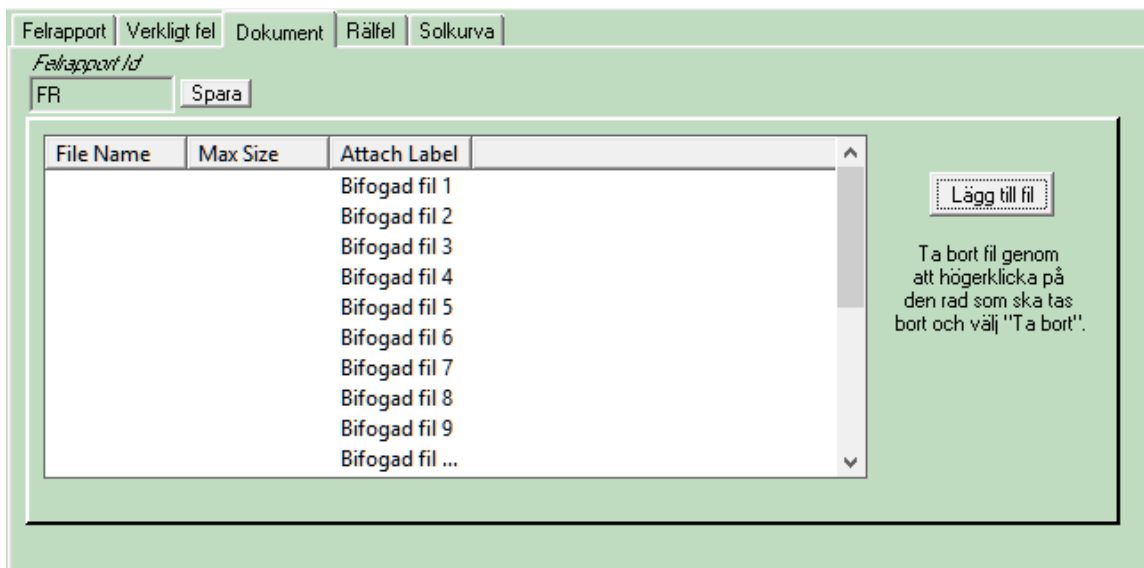 Felrapport Verkligt fel Dokument Rälfel Solkurva
Felrapport Id
FR Spara
File Name Max Size Attach Label
Bifogad fil 1
Bifogad fil 2
Bifogad fil 3
Bifogad fil 4
Bifogad fil 5
Bifogad fil 6
Bifogad fil 7
Bifogad fil 8
Bifogad fil 9
Bifogad fil ...
Lägg till fil
Ta bort fil genom
att högerklicka på
den rad som ska tas
bort och välj "Ta bort".